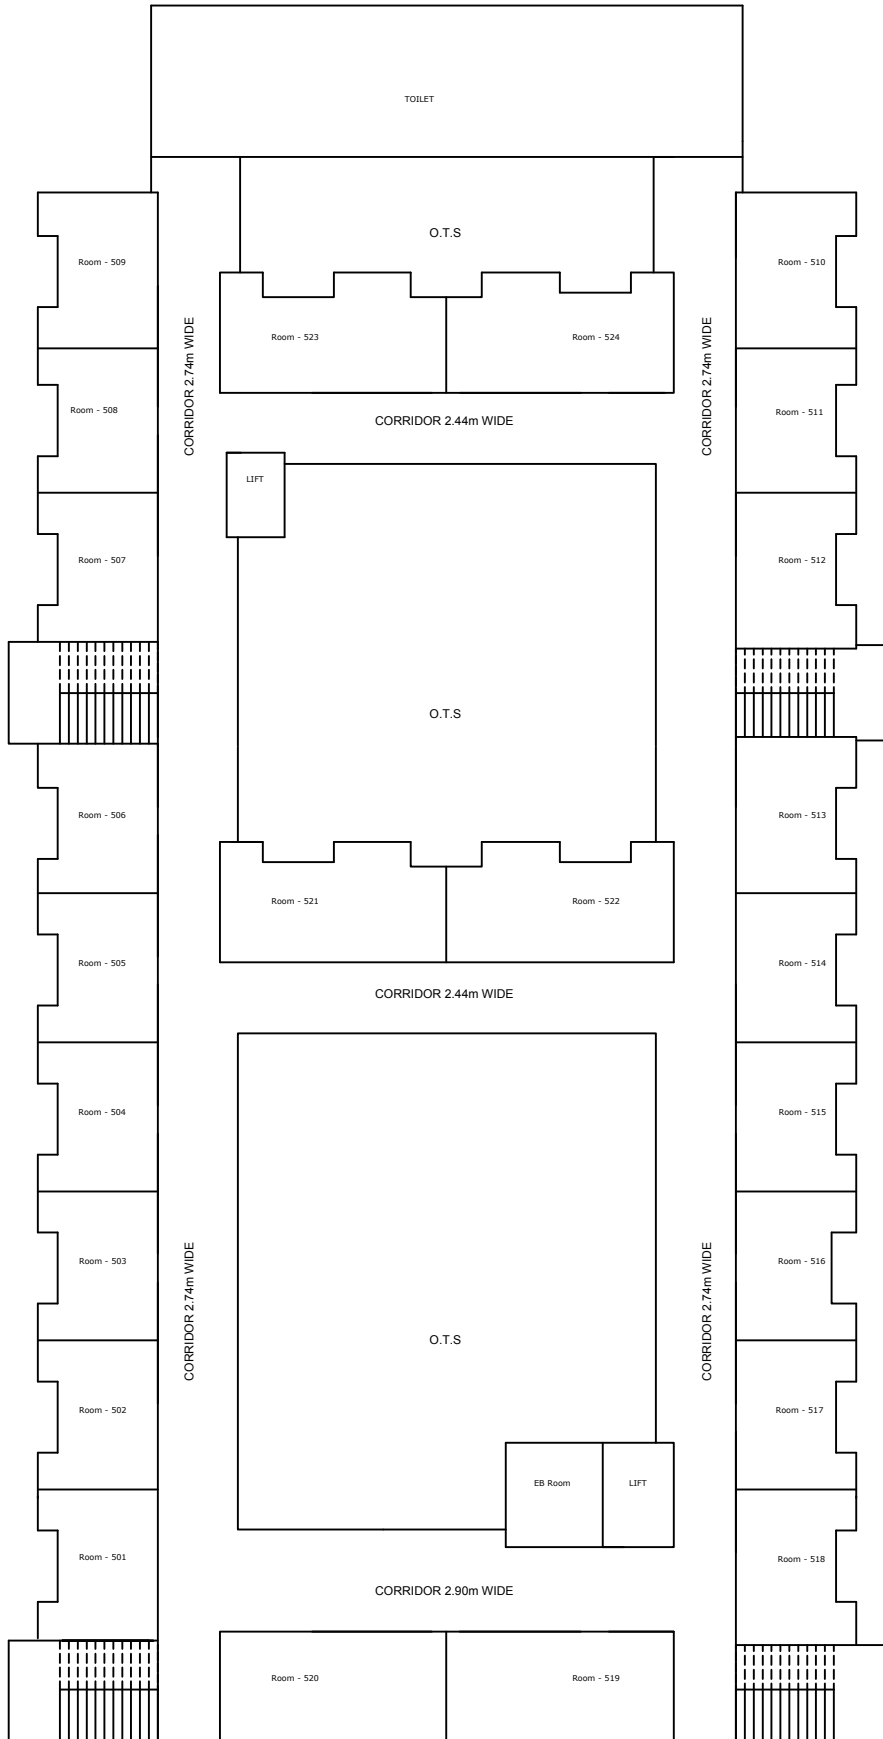 TOILET
O.T.S
Room - 509
Room - 510
Room - 523
Room - 524
CORRIDOR 2.74m WIDE
CORRIDOR 2.74m WIDE
Room - 508
Room - 511
CORRIDOR 2.44m WIDE
LIFT
Room - 507
Room - 512
O.T.S
Room - 506
Room - 513
Room - 521
Room - 522
Room - 505
Room - 514
CORRIDOR 2.44m WIDE
Room - 504
Room - 515
Room - 503
Room - 516
CORRIDOR 2.74m WIDE
CORRIDOR 2.74m WIDE
O.T.S
Room - 502
Room - 517
EB Room
LIFT
Room - 501
Room - 518
CORRIDOR 2.90m WIDE
Room - 520
Room - 519